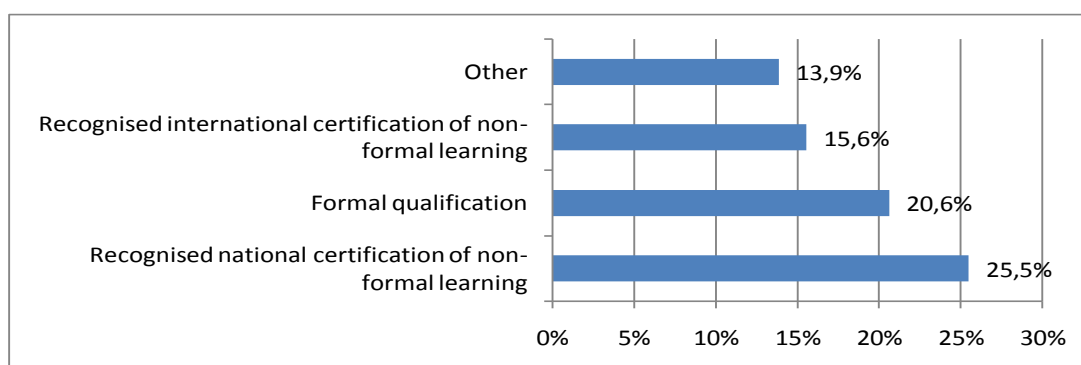 Other
13,9%
Recognised international certification of non-
formal learning
15,6%
Formal qualification
20,6%
Recognised national certification of non-
formal learning
25,5%
0% 5% 10% 15% 20% 25% 30%